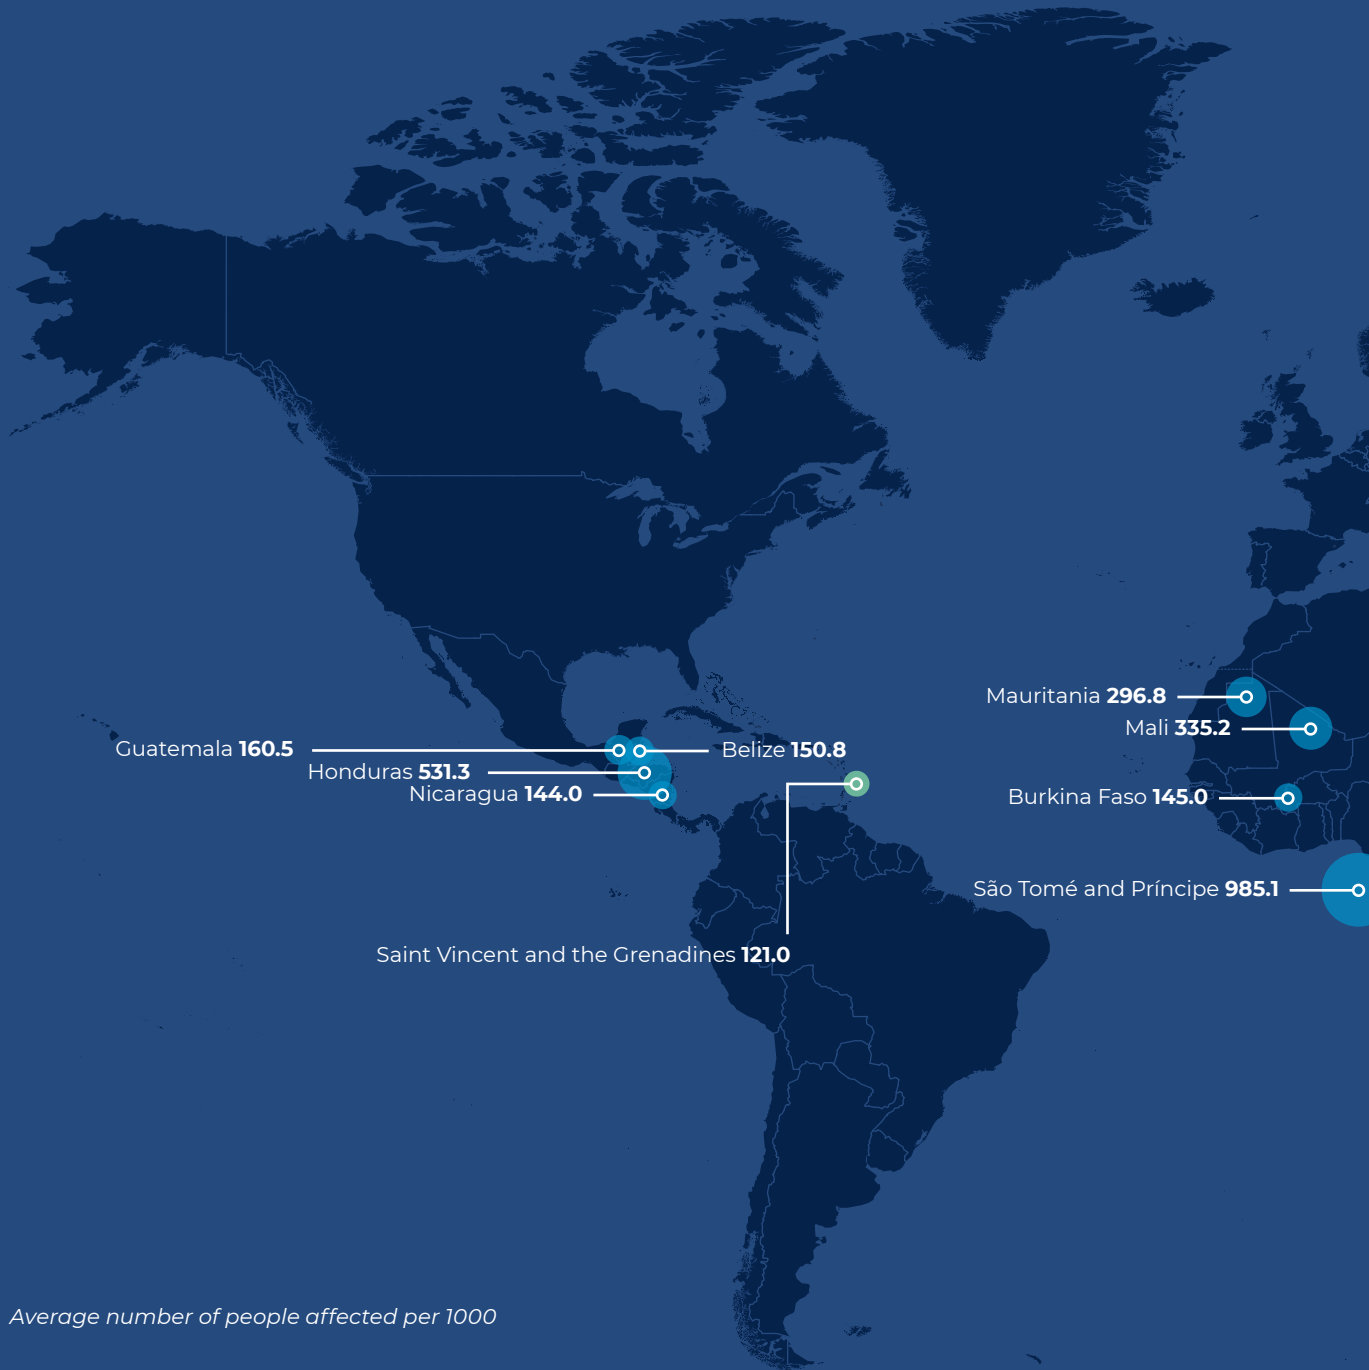 Mauritania 296.8
Mali 335.2
Guatemala 160.5
Belize 150.8
Honduras 531.3
Nicaragua 144.0
Burkina Faso 145.0
São Tomé and Príncipe 985.1
Saint Vincent and the Grenadines 121.0
Average number of people affected per 1000